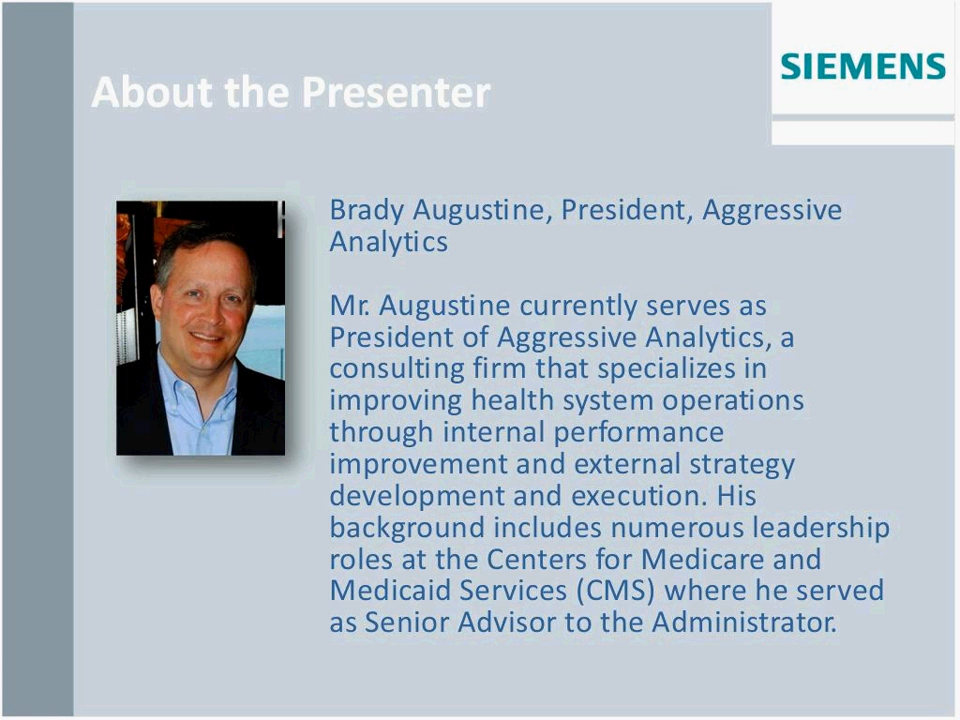 SIEMENS
About the Presenter
Brady Augustine, President, Aggressive
Analytics
Mr. Augustine currently serves as
President of Aggressive Analytics, a
consulting firm that specializes in
improving health system operations
through internal performance
improvement and external strategy
development and execution. His
background includes numerous leadership
roles at the Centers for Medicare and
Medicaid Services (CMS) where he served
as Senior Advisor to the Administrator.